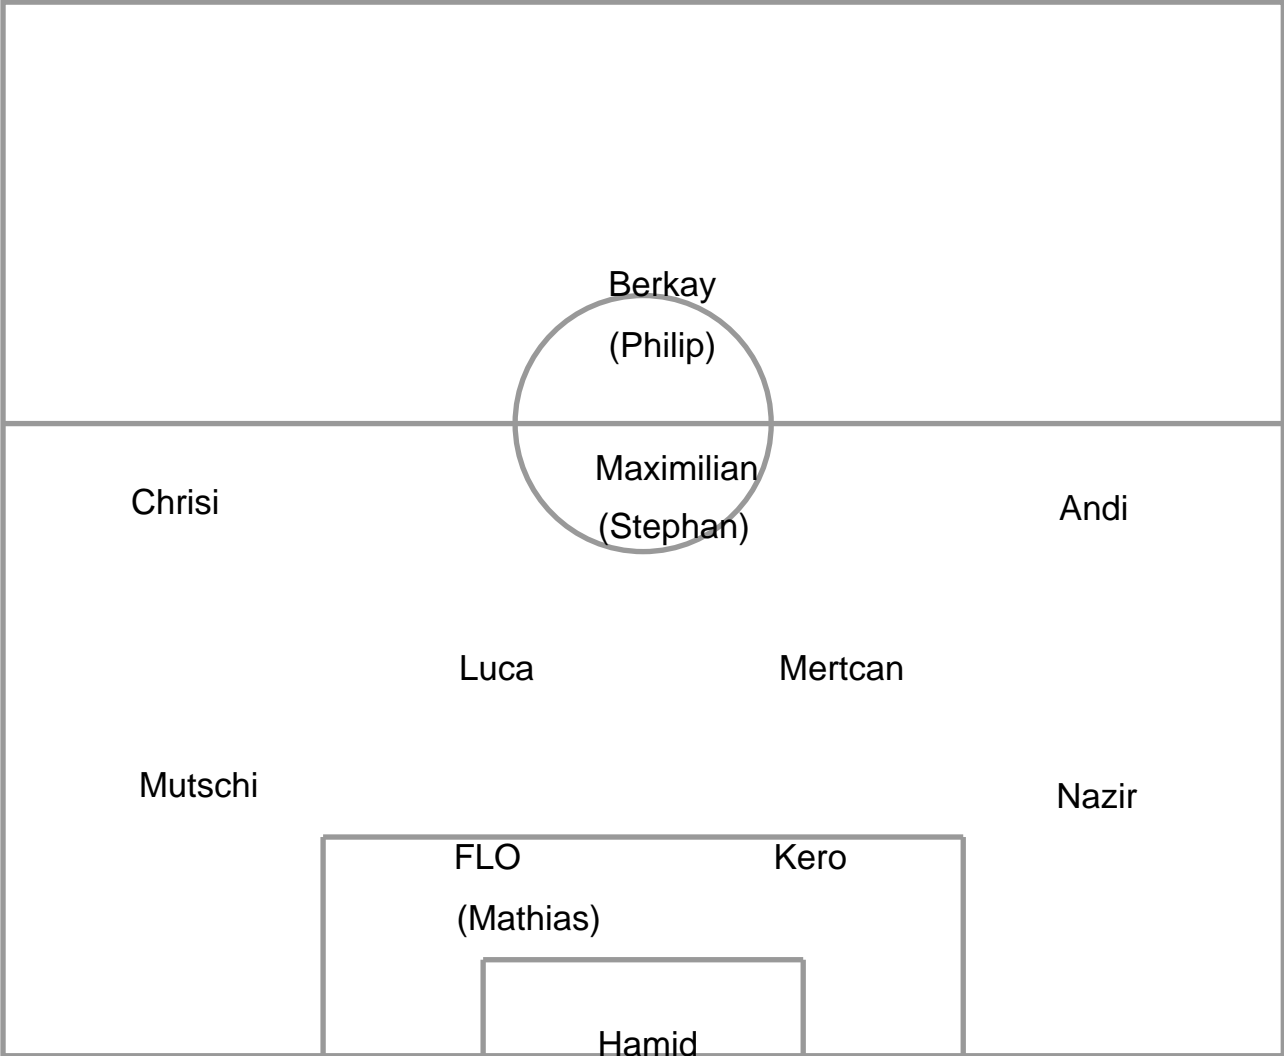 Berkay
(Philip)
Maximilian
(Stephan)
Chrisi
Andi
Luca
Mertcan
Mutschi
Nazir
FLO
(Mathias)
Kero
Hamid